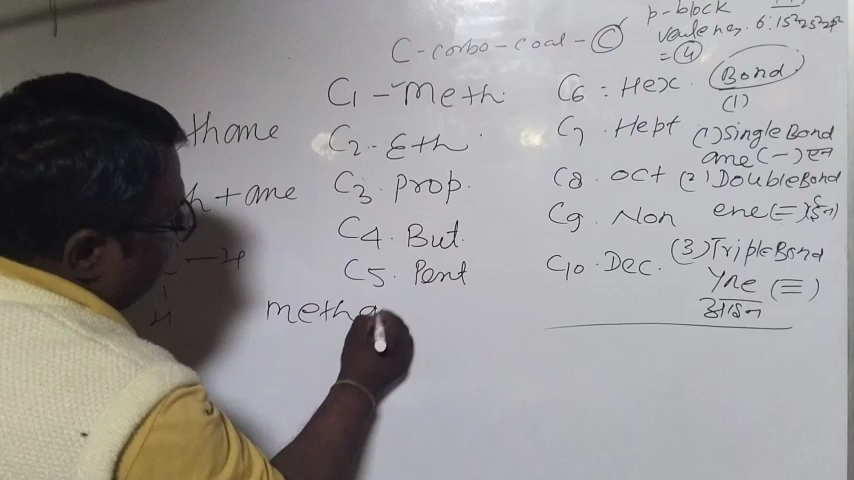 p-block
C-corbo-coal-C valeney. 6:1s²2s²2p²
= 4
C1 - Meth. C6 : Hex. Bond
(1)
thane C2 - Eth. C7 . Hept (1) Single Bond
ane (-) एन
h+ane C3 . Prop. C8 . oct (2) Double Bond
C4 . But. C9 . Non ene (=) (ईन)
C5 . Pent C10 . Dec. (3) Triple Bond
yne (≡)
metha आइन